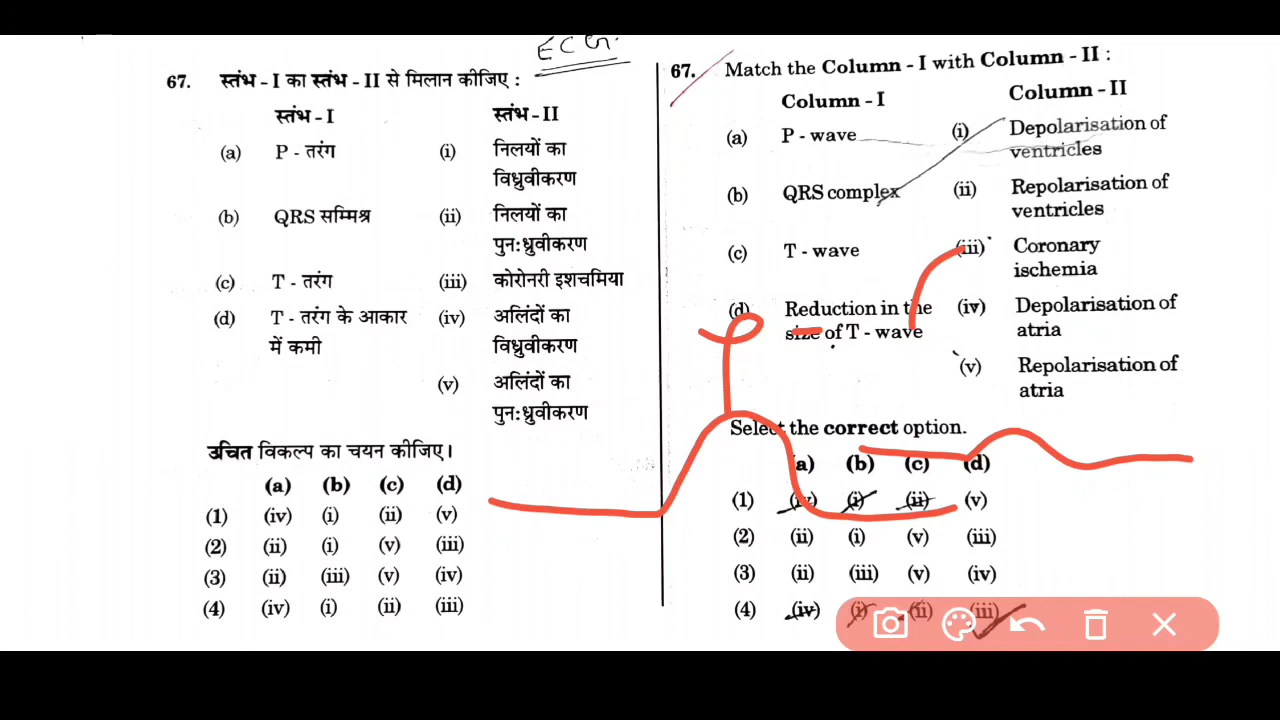 ECG.
67. स्तंभ - I का स्तंभ - II से मिलान कीजिए :
स्तंभ - I स्तंभ - II
(a) P - तरंग (i) निलयों का
विध्रुवीकरण
(b) QRS सम्मिश्र (ii) निलयों का
पुनःध्रुवीकरण
(c) T - तरंग (iii) कोरोनरी इशचमिया
(d) T - तरंग के आकार (iv) अलिंदों का
में कमी विध्रुवीकरण
(v) अलिंदों का
पुनःध्रुवीकरण
उचित विकल्प का चयन कीजिए।
(a) (b) (c) (d)
(1) (iv) (i) (ii) (v)
(2) (ii) (i) (v) (iii)
(3) (ii) (iii) (v) (iv)
(4) (iv) (i) (ii) (iii)
67. Match the Column - I with Column - II :
Column - I Column - II
(a) P - wave (i) Depolarisation of
ventricles
(b) QRS complex (ii) Repolarisation of
ventricles
(c) T - wave (iii) Coronary
ischemia
(d) Reduction in the (iv) Depolarisation of
size of T - wave atria
(v) Repolarisation of
atria
Select the correct option.
(a) (b) (c) (d)
(1) (iv) (i) (ii) (v)
(2) (ii) (i) (v) (iii)
(3) (ii) (iii) (v) (iv)
(4) (iv) (i) (ii) (iii)